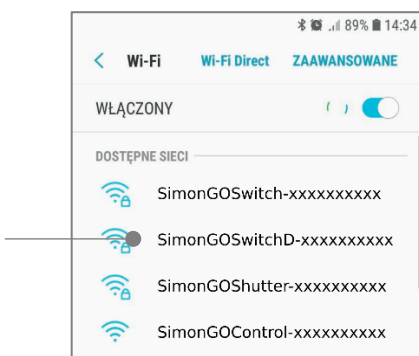 89% 14:34
Wi-Fi Wi-Fi Direct ZAAWANSOWANE
WŁĄCZONY
DOSTĘPNE SIECI
SimonGOSwitch-xxxxxxxxxx
SimonGOSwitchD-xxxxxxxxxx
SimonGOShutter-xxxxxxxxxx
SimonGOControl-xxxxxxxxxx